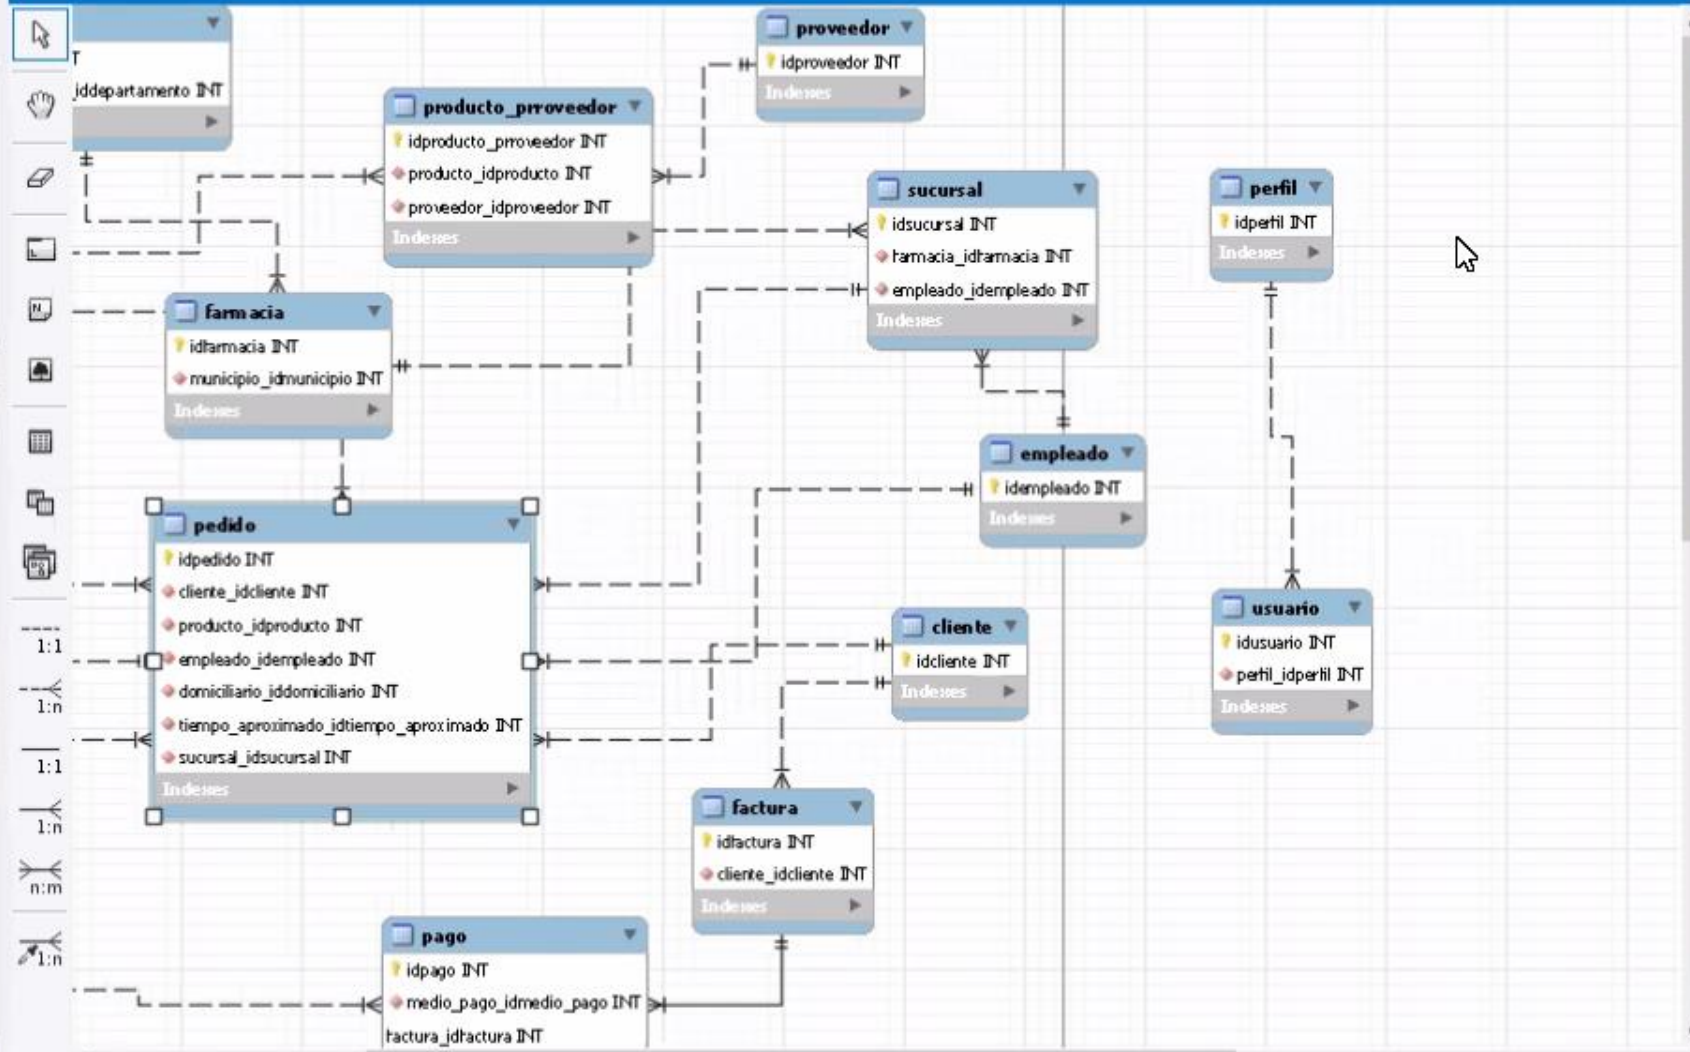 T
iddepartamento INT
proveedor
idproveedor INT
Indexes
producto_prroveedor
idproducto_prroveedor INT
producto_idproducto INT
proveedor_idproveedor INT
Indexes
sucursal
idsucursal INT
farmacia_idfarmacia INT
empleado_idempleado INT
Indexes
perfil
idperfil INT
Indexes
farmacia
idfarmacia INT
municipio_idmunicipio INT
Indexes
empleado
idempleado INT
Indexes
pedido
idpedido INT
cliente_idcliente INT
producto_idproducto INT
empleado_idempleado INT
domiciliario_iddomiciliario INT
tiempo_aproximado_idtiempo_aproximado INT
sucursal_idsucursal INT
Indexes
cliente
idcliente INT
Indexes
usuario
idusuario INT
perfil_idperfil INT
Indexes
factura
idfactura INT
cliente_idcliente INT
Indexes
pago
idpago INT
medio_pago_idmedio_pago INT
factura_idfactura INT
1:1
1:n
1:1
1:n
n:m
1:n